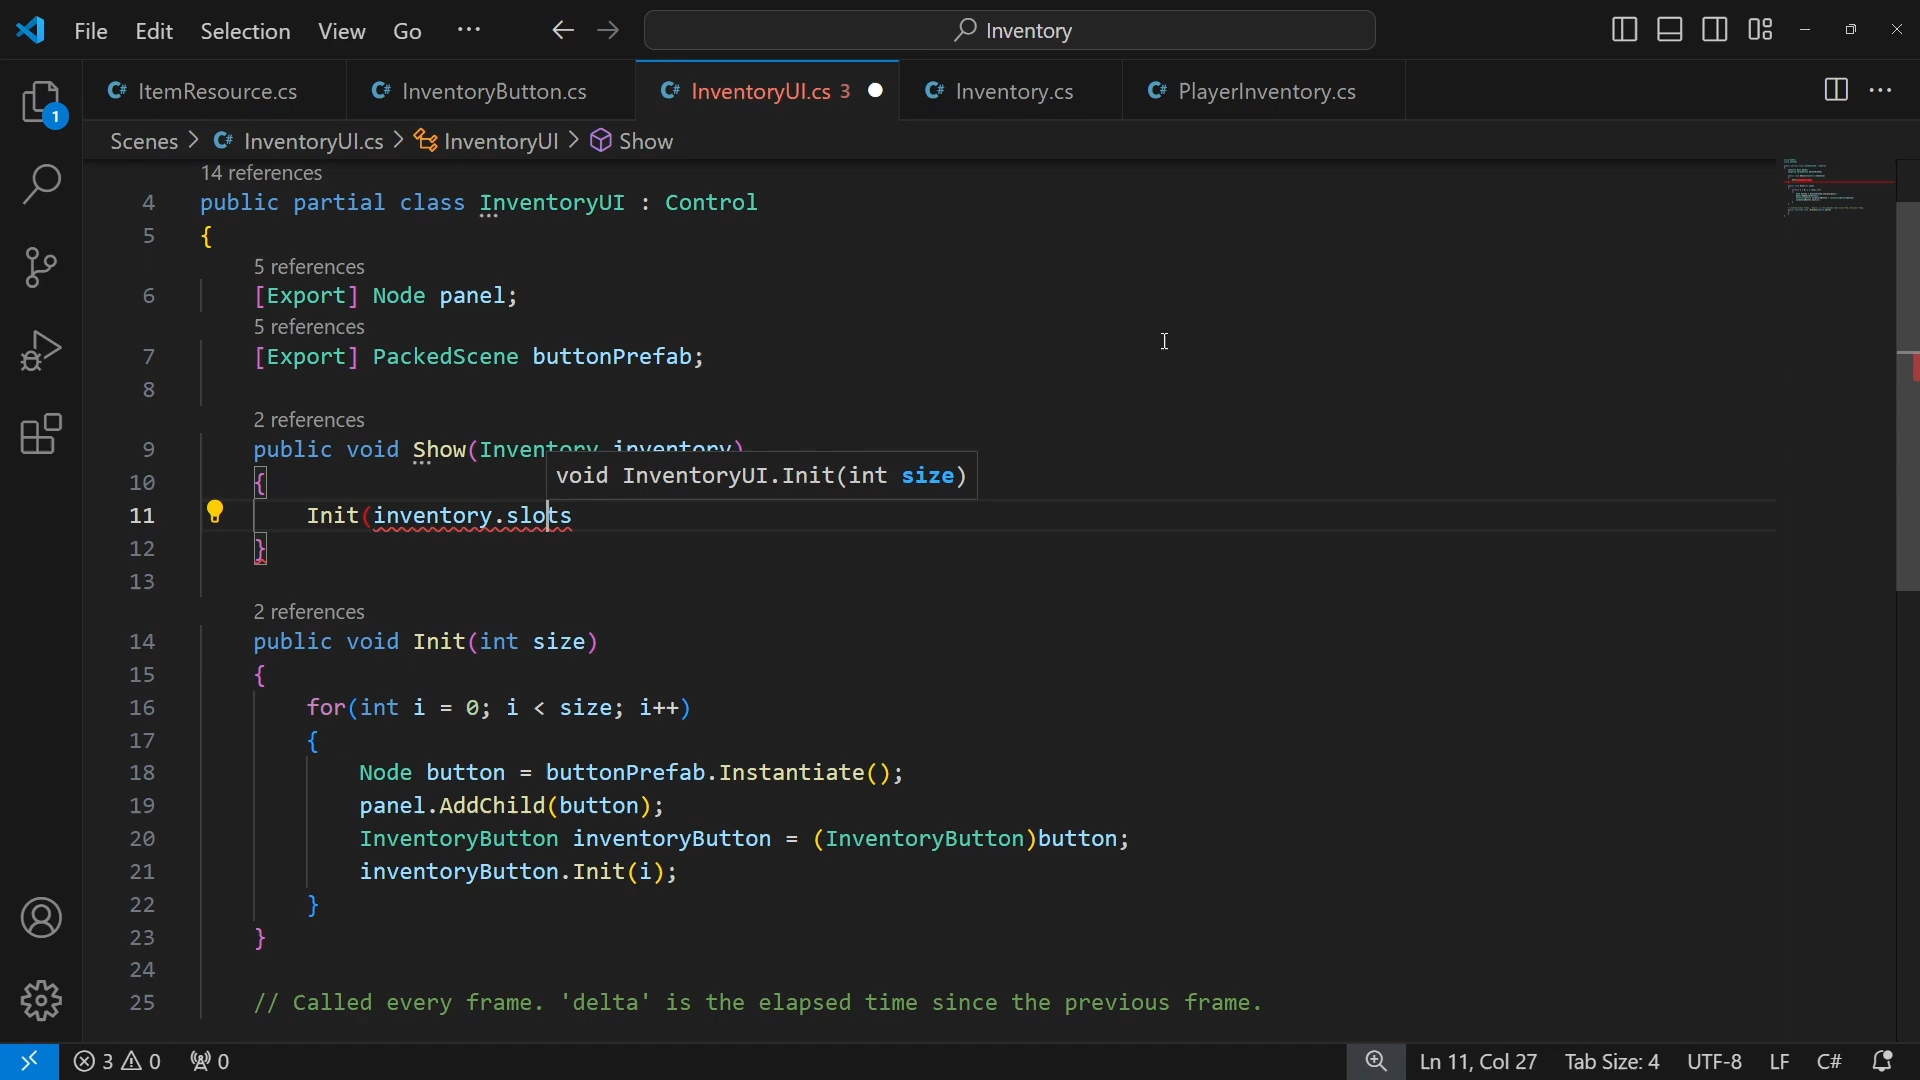 File Edit Selection View Go ··· Inventory
ItemResource.cs InventoryButton.cs InventoryUI.cs 3 Inventory.cs PlayerInventory.cs
Scenes > InventoryUI.cs > InventoryUI > Show
14 references
4 public partial class InventoryUI : Control
5 {
5 references
6 [Export] Node panel;
5 references
7 [Export] PackedScene buttonPrefab;
8
2 references
9 public void Show(Inventory inventory)
void InventoryUI.Init(int size)
10 {
11 Init(inventory.slots
12 }
13
2 references
14 public void Init(int size)
15 {
16 for(int i = 0; i < size; i++)
17 {
18 Node button = buttonPrefab.Instantiate();
19 panel.AddChild(button);
20 InventoryButton inventoryButton = (InventoryButton)button;
21 inventoryButton.Init(i);
22 }
23 }
24
25 // Called every frame. 'delta' is the elapsed time since the previous frame.
1
3 0 0 Ln 11, Col 27 Tab Size: 4 UTF-8 LF C#